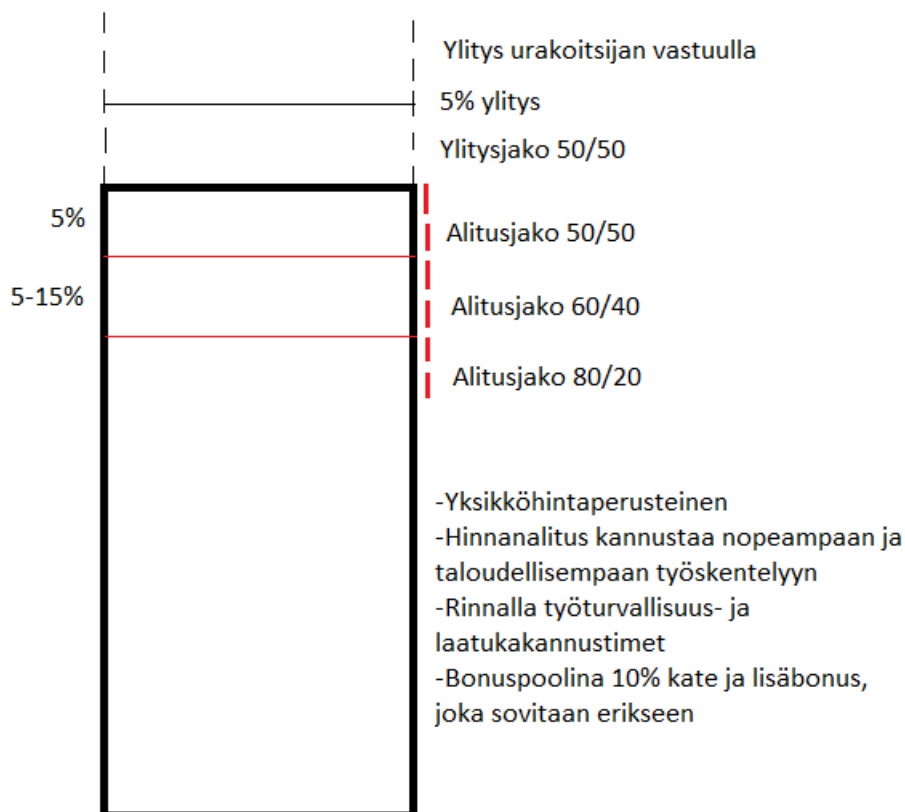 Ylitys urakoitsijan vastuulla
5% ylitys
Ylitysjako 50/50
5%
Alitusjako 50/50
5-15%
Alitusjako 60/40
Alitusjako 80/20
-Yksikköhintaperusteinen
-Hinnanalitus kannustaa nopeampaan ja
taloudellisempaan työskentelyyn
-Rinnalla työturvallisuus- ja
laatukakannustimet
-Bonuspoolina 10% kate ja lisäbonus,
joka sovitaan erikseen